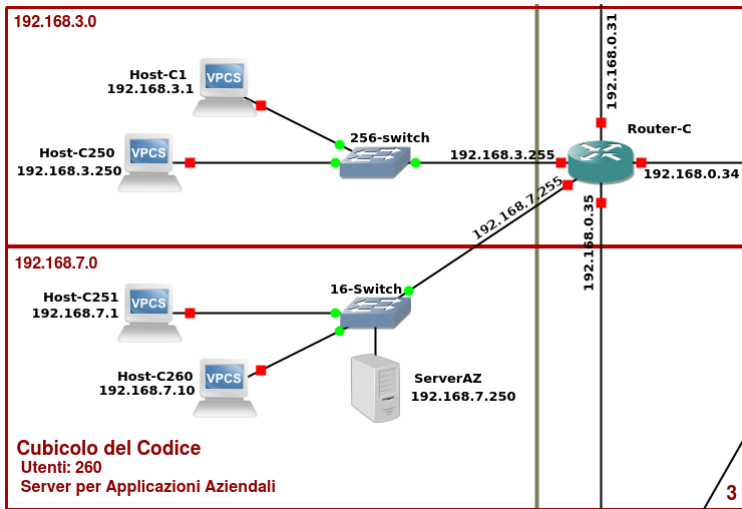 192.168.3.0
Host-C1
192.168.3.1
VPCS
256-switch
Host-C250
192.168.3.250
VPCS
192.168.3.255
192.168.0.31
Router-C
192.168.0.34
192.168.7.255
192.168.0.35
192.168.7.0
Host-C251
192.168.7.1
VPCS
16-Switch
Host-C260
192.168.7.10
VPCS
ServerAZ
192.168.7.250
Cubicolo del Codice
Utenti: 260
Server per Applicazioni Aziendali
3